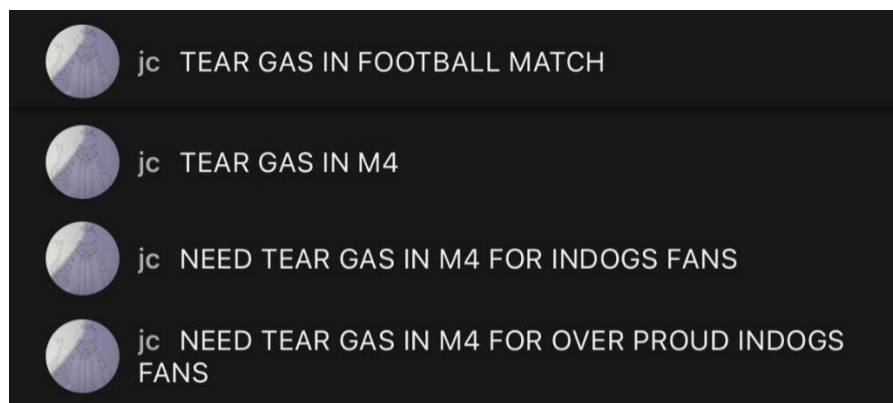 jc TEAR GAS IN FOOTBALL MATCH
jc TEAR GAS IN M4
jc NEED TEAR GAS IN M4 FOR INDOGS FANS
jc NEED TEAR GAS IN M4 FOR OVER PROUD INDOGS
FANS